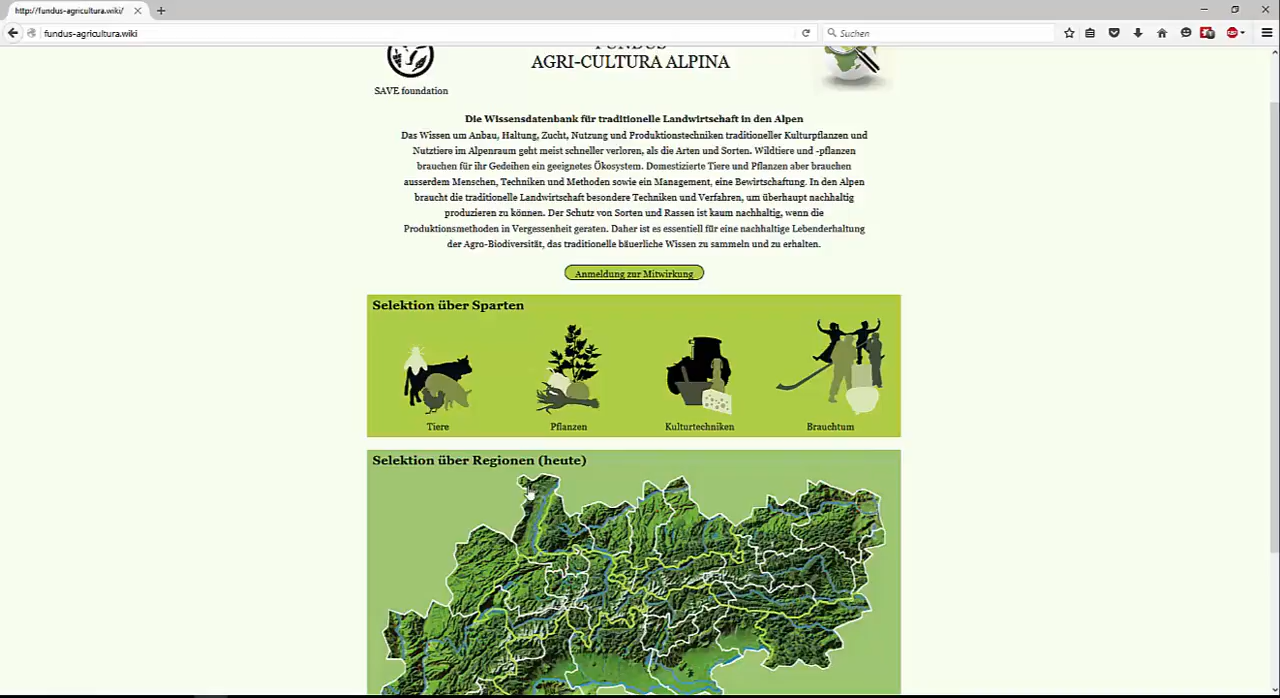 http://fundus-agricultura.wiki/
fundus-agricultura.wiki
Suchen
FUNDUS
AGRI-CULTURA ALPINA
SAVE foundation
Die Wissensdatenbank für traditionelle Landwirtschaft in den Alpen
Das Wissen um Anbau, Haltung, Zucht, Nutzung und Produktionstechniken traditioneller Kulturpflanzen und
Nutztiere im Alpenraum geht meist schneller verloren, als die Arten und Sorten. Wildtiere und -pflanzen
brauchen für ihr Gedeihen ein geeignetes Ökosystem. Domestizierte Tiere und Pflanzen aber brauchen
ausserdem Menschen, Techniken und Methoden sowie ein Management, eine Bewirtschaftung. In den Alpen
braucht die traditionelle Landwirtschaft besondere Techniken und Verfahren, um überhaupt nachhaltig
produzieren zu können. Der Schutz von Sorten und Rassen ist kaum nachhaltig, wenn die
Produktionsmethoden in Vergessenheit geraten. Daher ist es essentiell für eine nachhaltige Lebenderhaltung
der Agro-Biodiversität, das traditionelle bäuerliche Wissen zu sammeln und zu erhalten.
Anmeldung zur Mitwirkung
Selektion über Sparten
Tiere
Pflanzen
Kulturtechniken
Brauchtum
Selektion über Regionen (heute)